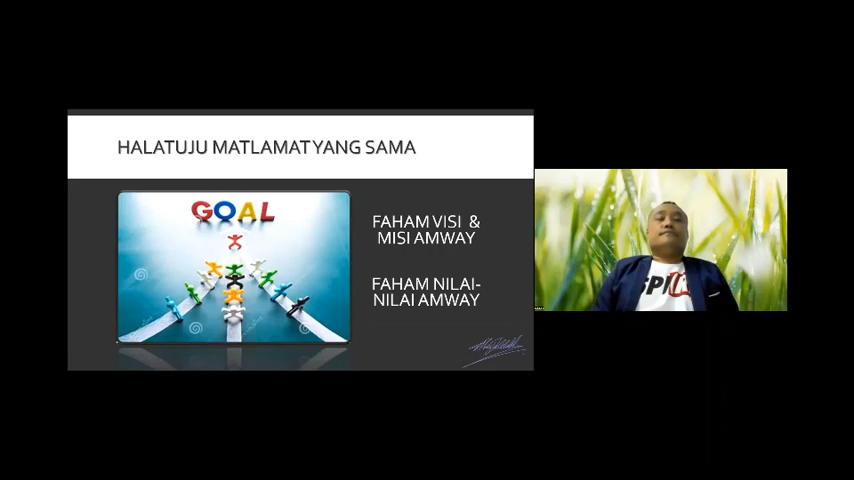 HALATUJU MATLAMAT YANG SAMA
GOAL
FAHAM VISI &
MISI AMWAY
FAHAM NILAI-
NILAI AMWAY